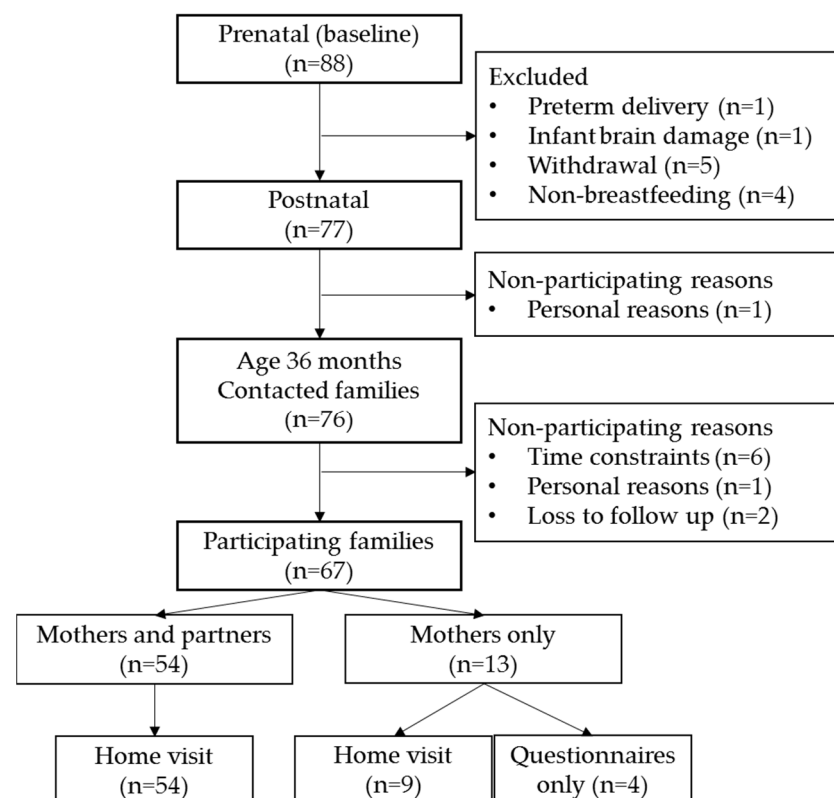 Prenatal (baseline)
(n=88)
Excluded
• Preterm delivery (n=1)
• Infant brain damage (n=1)
• Withdrawal (n=5)
• Non-breastfeeding (n=4)
Postnatal
(n=77)
Non-participating reasons
• Personal reasons (n=1)
Age 36 months
Contacted families
(n=76)
Non-participating reasons
• Time constraints (n=6)
• Personal reasons (n=1)
• Loss to follow up (n=2)
Participating families
(n=67)
Mothers and partners
(n=54)
Mothers only
(n=13)
Home visit
(n=54)
Home visit
(n=9)
Questionnaires
only (n=4)